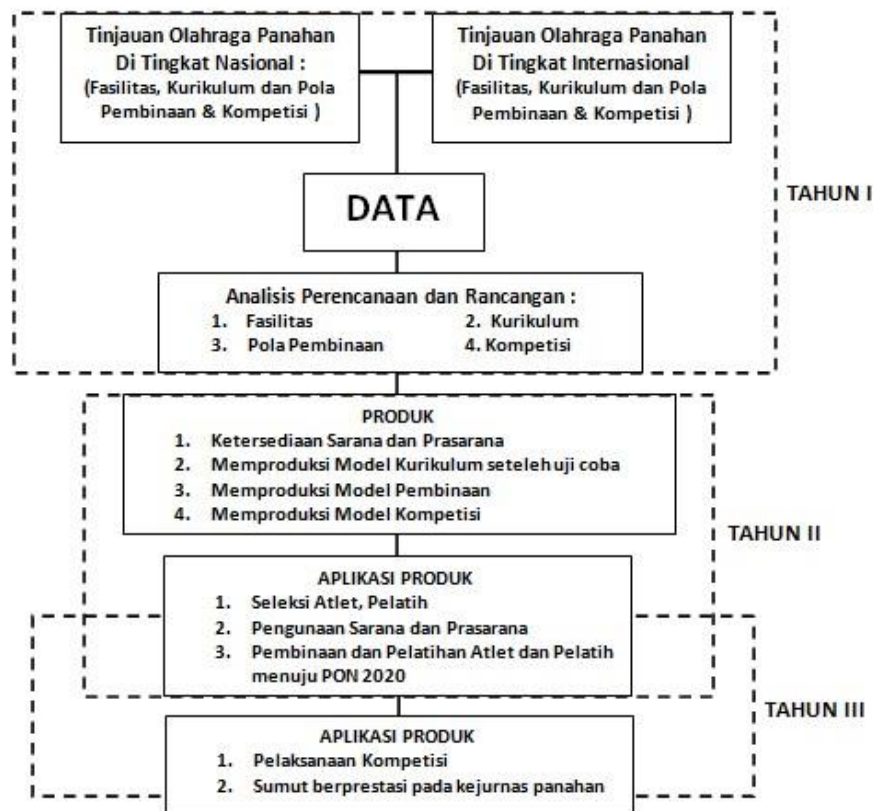 Tinjauan Olahraga Panahan
Di Tingkat Nasional :
(Fasilitas, Kurikulum dan Pola
Pembinaan & Kompetisi )
Tinjauan Olahraga Panahan
Di Tingkat Internasional
(Fasilitas, Kurikulum dan Pola
Pembinaan & Kompetisi )
TAHUN I
DATA
Analisis Perencanaan dan Rancangan :
1. Fasilitas 2. Kurikulum
3. Pola Pembinaan 4. Kompetisi
PRODUK
1. Ketersediaan Sarana dan Prasarana
2. Memproduksi Model Kurikulum seteleh uji coba
3. Memproduksi Model Pembinaan
4. Memproduksi Model Kompetisi
TAHUN II
APLIKASI PRODUK
1. Seleksi Atlet, Pelatih
2. Pengunaan Sarana dan Prasarana
3. Pembinaan dan Pelatihan Atlet dan Pelatih
menuju PON 2020
TAHUN III
APLIKASI PRODUK
1. Pelaksanaan Kompetisi
2. Sumut berprestasi pada kejurnas panahan